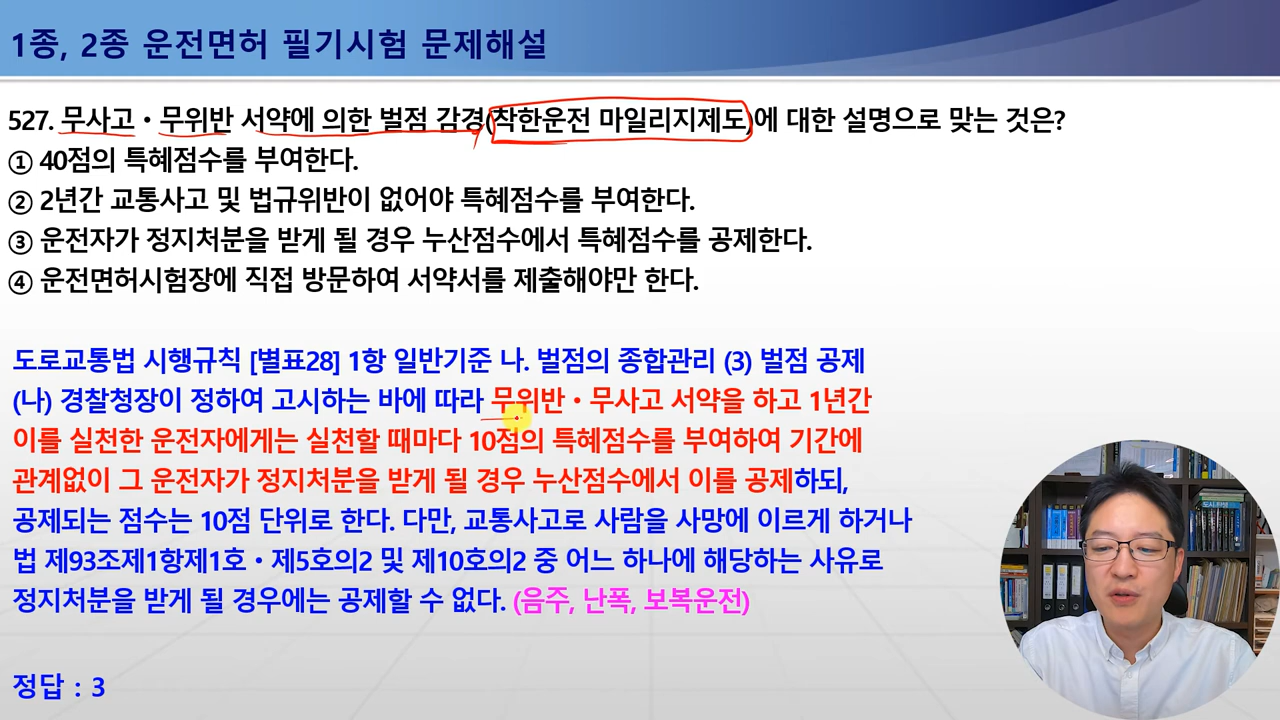 1종, 2종 운전면허 필기시험 문제해설
527. 무사고・무위반 서약에 의한 벌점 감경(착한운전 마일리지제도)에 대한 설명으로 맞는 것은?
① 40점의 특혜점수를 부여한다.
② 2년간 교통사고 및 법규위반이 없어야 특혜점수를 부여한다.
③ 운전자가 정지처분을 받게 될 경우 누산점수에서 특혜점수를 공제한다.
④ 운전면허시험장에 직접 방문하여 서약서를 제출해야만 한다.
도로교통법 시행규칙 [별표28] 1항 일반기준 나. 벌점의 종합관리 (3) 벌점 공제
(나) 경찰청장이 정하여 고시하는 바에 따라 무위반・무사고 서약을 하고 1년간
이를 실천한 운전자에게는 실천할 때마다 10점의 특혜점수를 부여하여 기간에
관계없이 그 운전자가 정지처분을 받게 될 경우 누산점수에서 이를 공제하되,
공제되는 점수는 10점 단위로 한다. 다만, 교통사고로 사람을 사망에 이르게 하거나
법 제93조제1항제1호・제5호의2 및 제10호의2 중 어느 하나에 해당하는 사유로
정지처분을 받게 될 경우에는 공제할 수 없다. (음주, 난폭, 보복운전)
정답 : 3